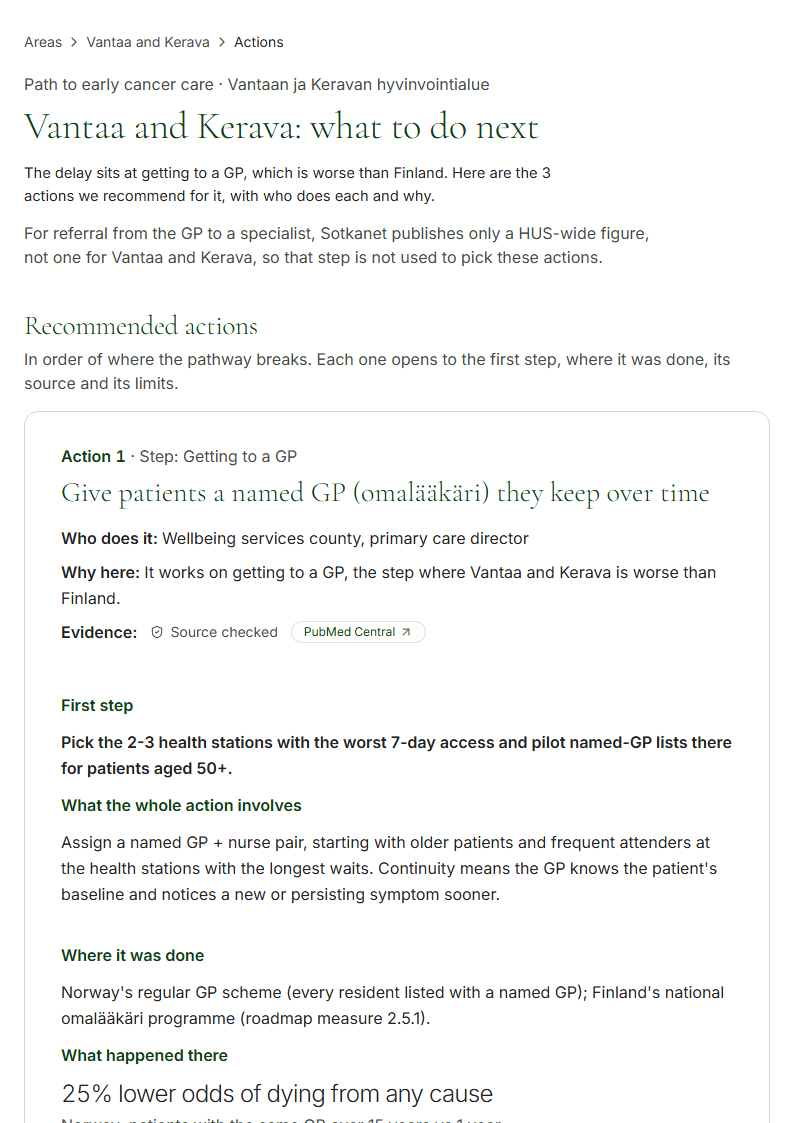 Areas > Vantaa and Kerava > Actions
Path to early cancer care · Vantaan ja Keravan hyvinvointialue
Vantaa and Kerava: what to do next
The delay sits at getting to a GP, which is worse than Finland. Here are the 3
actions we recommend for it, with who does each and why.
For referral from the GP to a specialist, Sotkanet publishes only a HUS-wide figure,
not one for Vantaa and Kerava, so that step is not used to pick these actions.
Recommended actions
In order of where the pathway breaks. Each one opens to the first step, where it was done, its
source and its limits.
Action 1 · Step: Getting to a GP
Give patients a named GP (omalääkäri) they keep over time
Who does it: Wellbeing services county, primary care director
Why here: It works on getting to a GP, the step where Vantaa and Kerava is worse than
Finland.
Evidence: Source checked PubMed Central ↗
First step
Pick the 2-3 health stations with the worst 7-day access and pilot named-GP lists there
for patients aged 50+.
What the whole action involves
Assign a named GP + nurse pair, starting with older patients and frequent attenders at
the health stations with the longest waits. Continuity means the GP knows the patient's
baseline and notices a new or persisting symptom sooner.
Where it was done
Norway's regular GP scheme (every resident listed with a named GP); Finland's national
omalääkäri programme (roadmap measure 2.5.1).
What happened there
25% lower odds of dying from any cause